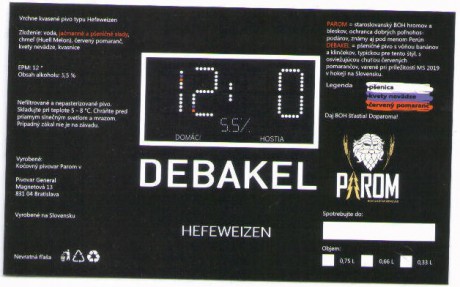 Vrchne kvasené pivo typu Hefeweizen
Zloženie: voda, jačmenné a pšeničné slady,
chmeľ (Huell Melon), červený pomaranč,
kvety nevädze, kvasnice
EPM: 12 °
Obsah alkoholu: 5,5 %
Nefiltrované a nepasterizované pivo.
Skladujte pri teplote 5 - 8 °C. Chráňte pred
priamym slnečným svetlom a mrazom.
Prípadný zákal nie je na závadu.
Vyrobené:
Kočovný pivovar Parom v
Pivovar General
Magnetová 13
831 04 Bratislava
Vyrobené na Slovensku
Nevratná fľaša
12 : 0
5.5%
DOMÁCI
HOSTIA
DEBAKEL
HEFEWEIZEN
PAROM = staroslovanský BOH hromov a
bleskov, ochranca dobrých poľnohos-
podárov, známy aj pod menom Perún
DEBAKEL = pšeničné pivo s vôňou banánov
a klinčekov, typickou pre tento štýl, s
osviežujúcou chuťou červených
pomarančov, varené pri príležitosti MS 2019
v hokeji na Slovensku.
Legenda
pšenica
kvety nevädze
červený pomaranč
Daj BOH šťastia! Doparoma!
PAROM
Spotrebujte do:
Objem:
0,75 L
0,66 L
0,33 L